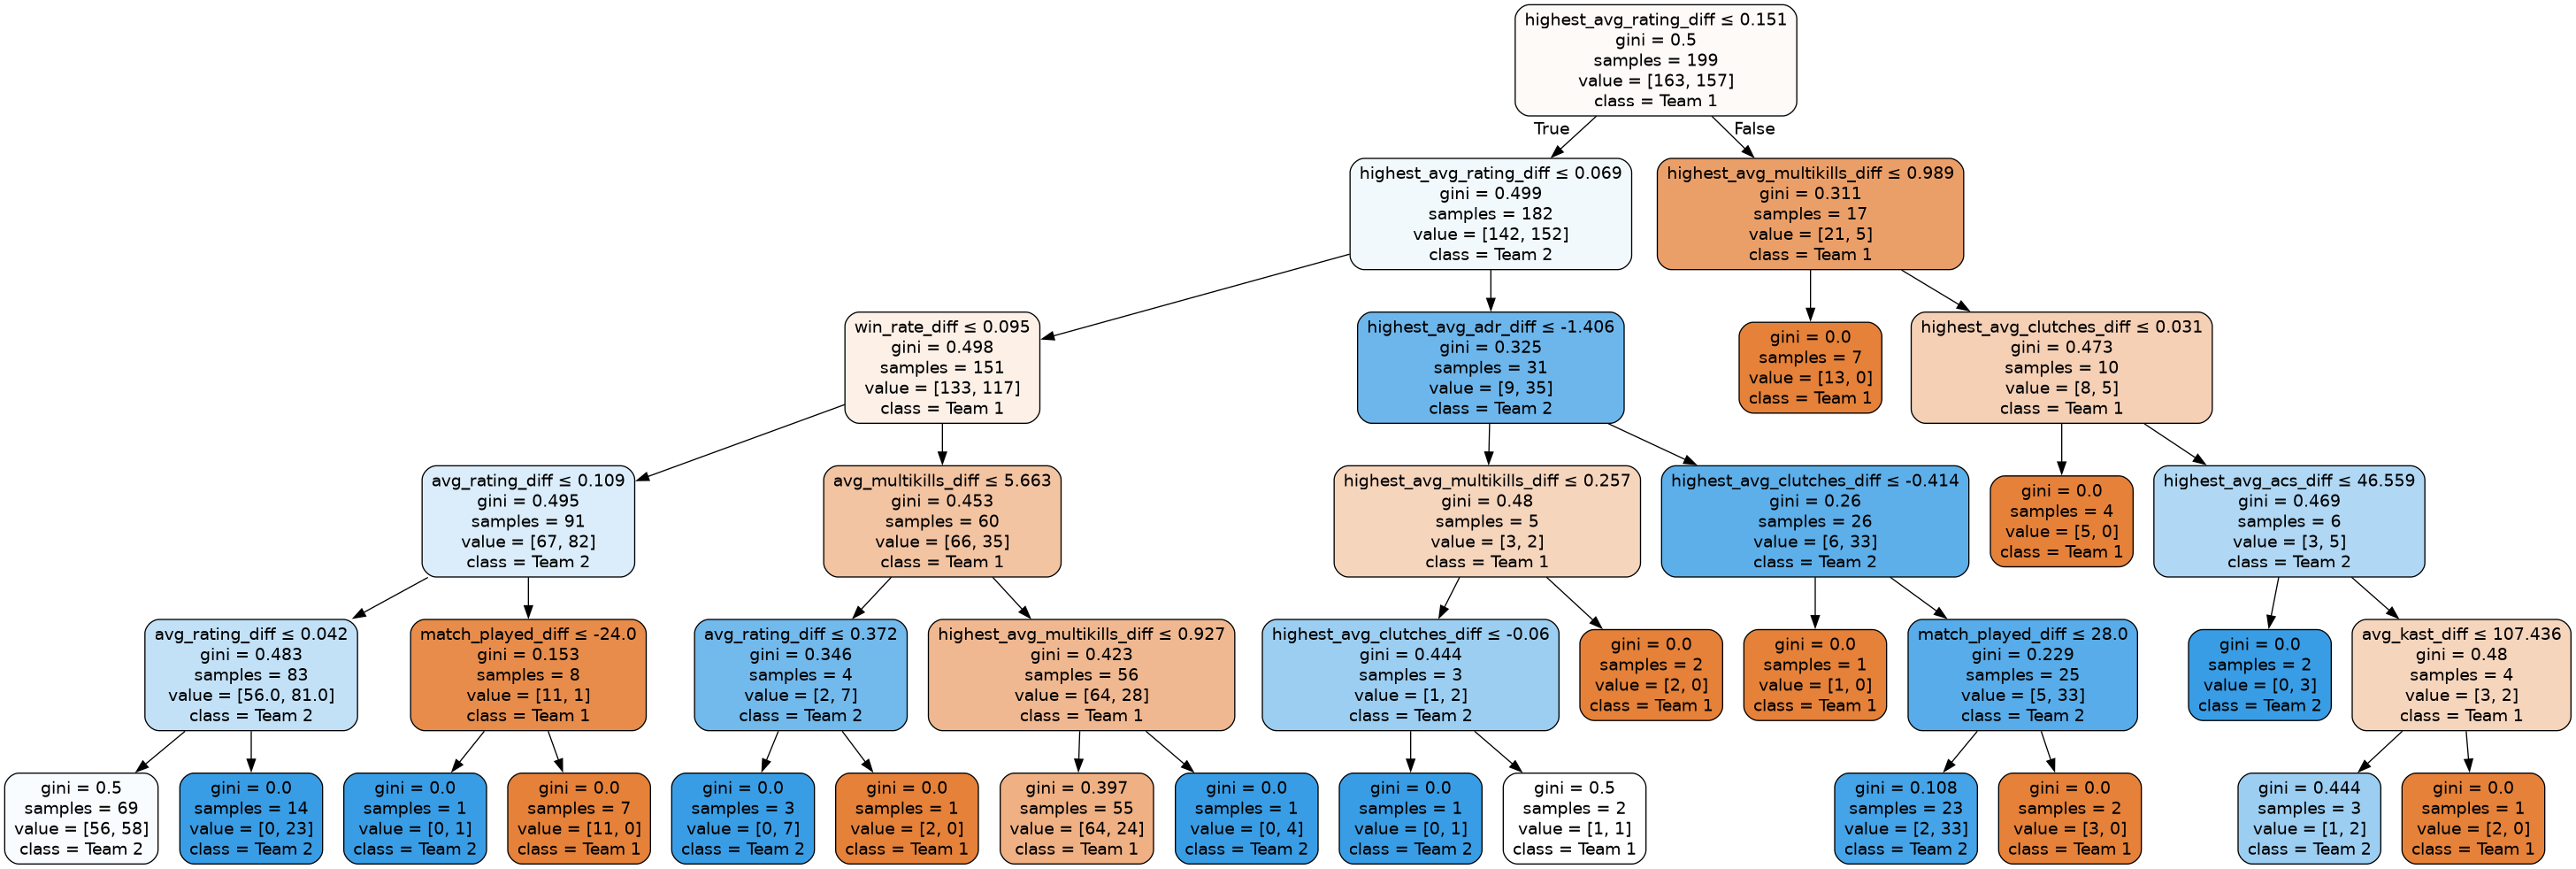 highest_avg_rating_diff ≤ 0.151
gini = 0.5
samples = 199
value = [163, 157]
class = Team 1
True
False
highest_avg_rating_diff ≤ 0.069
gini = 0.499
samples = 182
value = [142, 152]
class = Team 2
highest_avg_multikills_diff ≤ 0.989
gini = 0.311
samples = 17
value = [21, 5]
class = Team 1
win_rate_diff ≤ 0.095
gini = 0.498
samples = 151
value = [133, 117]
class = Team 1
highest_avg_adr_diff ≤ -1.406
gini = 0.325
samples = 31
value = [9, 35]
class = Team 2
gini = 0.0
samples = 7
value = [13, 0]
class = Team 1
highest_avg_clutches_diff ≤ 0.031
gini = 0.473
samples = 10
value = [8, 5]
class = Team 1
avg_rating_diff ≤ 0.109
gini = 0.495
samples = 91
value = [67, 82]
class = Team 2
avg_multikills_diff ≤ 5.663
gini = 0.453
samples = 60
value = [66, 35]
class = Team 1
highest_avg_multikills_diff ≤ 0.257
gini = 0.48
samples = 5
value = [3, 2]
class = Team 1
highest_avg_clutches_diff ≤ -0.414
gini = 0.26
samples = 26
value = [6, 33]
class = Team 2
gini = 0.0
samples = 4
value = [5, 0]
class = Team 1
highest_avg_acs_diff ≤ 46.559
gini = 0.469
samples = 6
value = [3, 5]
class = Team 2
avg_rating_diff ≤ 0.042
gini = 0.483
samples = 83
value = [56.0, 81.0]
class = Team 2
match_played_diff ≤ -24.0
gini = 0.153
samples = 8
value = [11, 1]
class = Team 1
avg_rating_diff ≤ 0.372
gini = 0.346
samples = 4
value = [2, 7]
class = Team 2
highest_avg_multikills_diff ≤ 0.927
gini = 0.423
samples = 56
value = [64, 28]
class = Team 1
highest_avg_clutches_diff ≤ -0.06
gini = 0.444
samples = 3
value = [1, 2]
class = Team 2
gini = 0.0
samples = 2
value = [2, 0]
class = Team 1
gini = 0.0
samples = 1
value = [1, 0]
class = Team 1
match_played_diff ≤ 28.0
gini = 0.229
samples = 25
value = [5, 33]
class = Team 2
gini = 0.0
samples = 2
value = [0, 3]
class = Team 2
avg_kast_diff ≤ 107.436
gini = 0.48
samples = 4
value = [3, 2]
class = Team 1
gini = 0.5
samples = 69
value = [56, 58]
class = Team 2
gini = 0.0
samples = 14
value = [0, 23]
class = Team 2
gini = 0.0
samples = 1
value = [0, 1]
class = Team 2
gini = 0.0
samples = 7
value = [11, 0]
class = Team 1
gini = 0.0
samples = 3
value = [0, 7]
class = Team 2
gini = 0.0
samples = 1
value = [2, 0]
class = Team 1
gini = 0.397
samples = 55
value = [64, 24]
class = Team 1
gini = 0.0
samples = 1
value = [0, 4]
class = Team 2
gini = 0.0
samples = 1
value = [0, 1]
class = Team 2
gini = 0.5
samples = 2
value = [1, 1]
class = Team 1
gini = 0.108
samples = 23
value = [2, 33]
class = Team 2
gini = 0.0
samples = 2
value = [3, 0]
class = Team 1
gini = 0.444
samples = 3
value = [1, 2]
class = Team 2
gini = 0.0
samples = 1
value = [2, 0]
class = Team 1